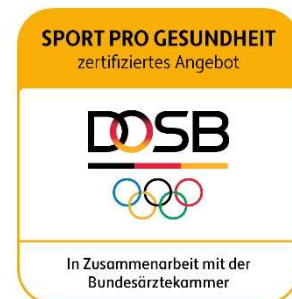 SPORT PRO GESUNDHEIT
zertifiziertes Angebot
DOSB
In Zusammenarbeit mit der
Bundesärztekammer